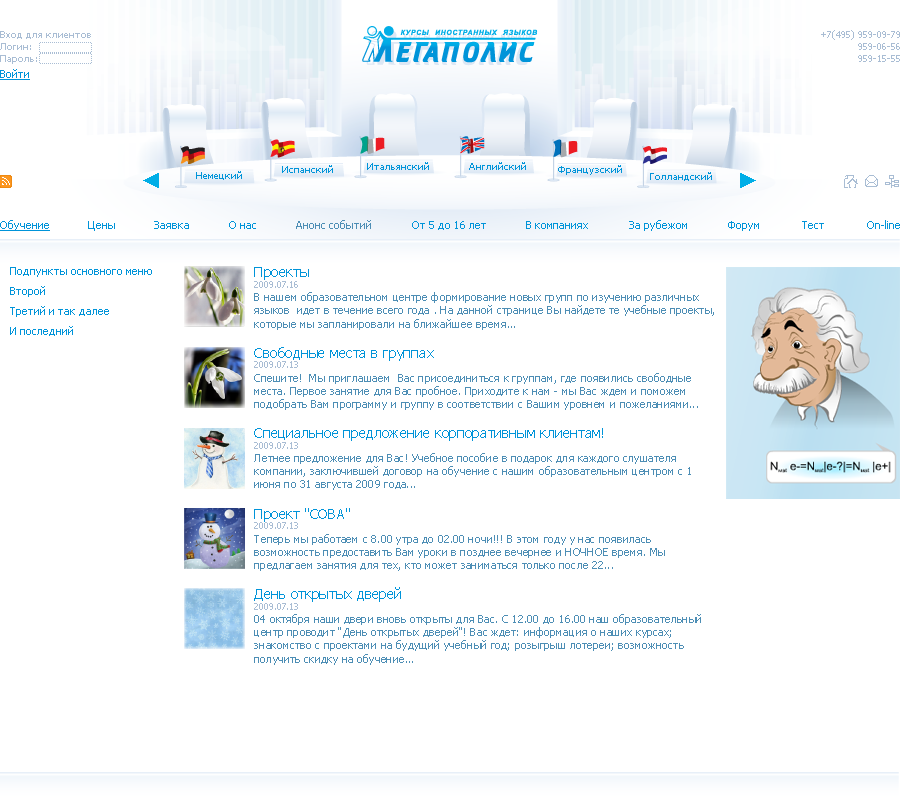 Вход для клиентов
Логин:
Пароль:
Войти
КУРСЫ ИНОСТРАННЫХ ЯЗЫКОВ
МЕГАПОЛИС
+7(495) 959-09-79
959-06-56
959-15-55
Немецкий
Испанский
Итальянский
Английский
Французский
Голландский
Обучение Цены Заявка О нас Анонс событий От 5 до 16 лет В компаниях За рубежом Форум Тест On-line
Подпункты основного меню
Второй
Третий и так далее
И последний
Проекты
2009.07.16
В нашем образовательном центре формирование новых групп по изучению различных
языков идет в течение всего года . На данной странице Вы найдете те учебные проекты,
которые мы запланировали на ближайшее время...
Свободные места в группах
2009.07.13
Спешите! Мы приглашаем Вас присоединиться к группам, где появились свободные
места. Первое занятие для Вас пробное. Приходите к нам - мы Вас ждем и поможем
подобрать Вам программу и группу в соответствии с Вашим уровнем и пожеланиями...
Специальное предложение корпоративным клиентам!
2009.07.13
Летнее предложение для Вас! Учебное пособие в подарок для каждого слушателя
компании, заключившей договор на обучение с нашим образовательным центром с 1
июня по 31 августа 2009 года...
Проект "СОВА"
2009.07.13
Теперь мы работаем с 8.00 утра до 02.00 ночи!!! В этом году у нас появилась
возможность предоставить Вам уроки в позднее вечернее и НОЧНОЕ время. Мы
предлагаем занятия для тех, кто может заниматься только после 22...
День открытых дверей
2009.07.13
04 октября наши двери вновь открыты для Вас. С 12.00 до 16.00 наш образовательный
центр проводит "День открытых дверей"! Вас ждет: информация о наших курсах;
знакомство с проектами на будущий учебный год; розыгрыш лотереи; возможность
получить скидку на обучение...